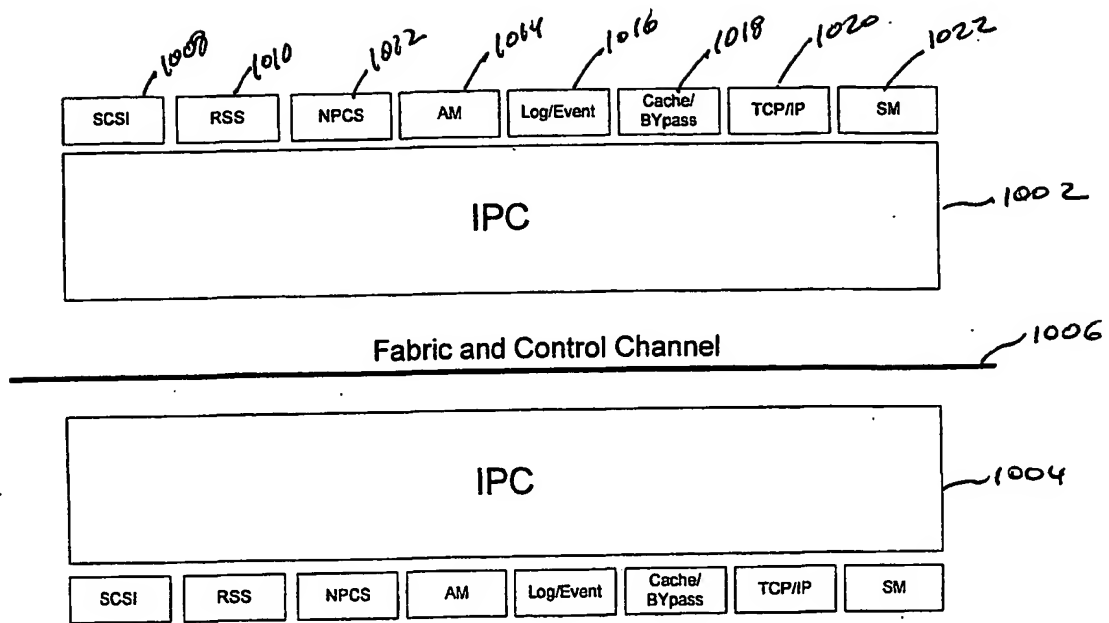 1008 1010 1012 1014 1016 1018 1020 1022
SCSI RSS NPCS AM Log/Event Cache/ BYpass TCP/IP SM
IPC
1002
Fabric and Control Channel
1006
IPC
1004
SCSI RSS NPCS AM Log/Event Cache/ BYpass TCP/IP SM